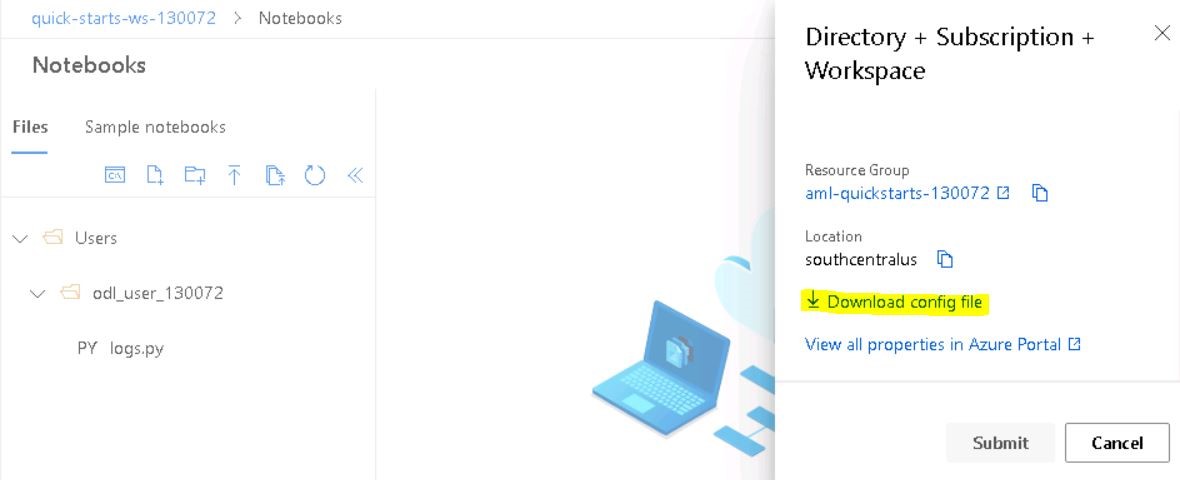 quick-starts-ws-130072 > Notebooks
Notebooks
Files Sample notebooks
Users
odl_user_130072
PY logs.py
Directory + Subscription +
Workspace
Resource Group
aml-quickstarts-130072
Location
southcentralus
Download config file
View all properties in Azure Portal
Submit Cancel